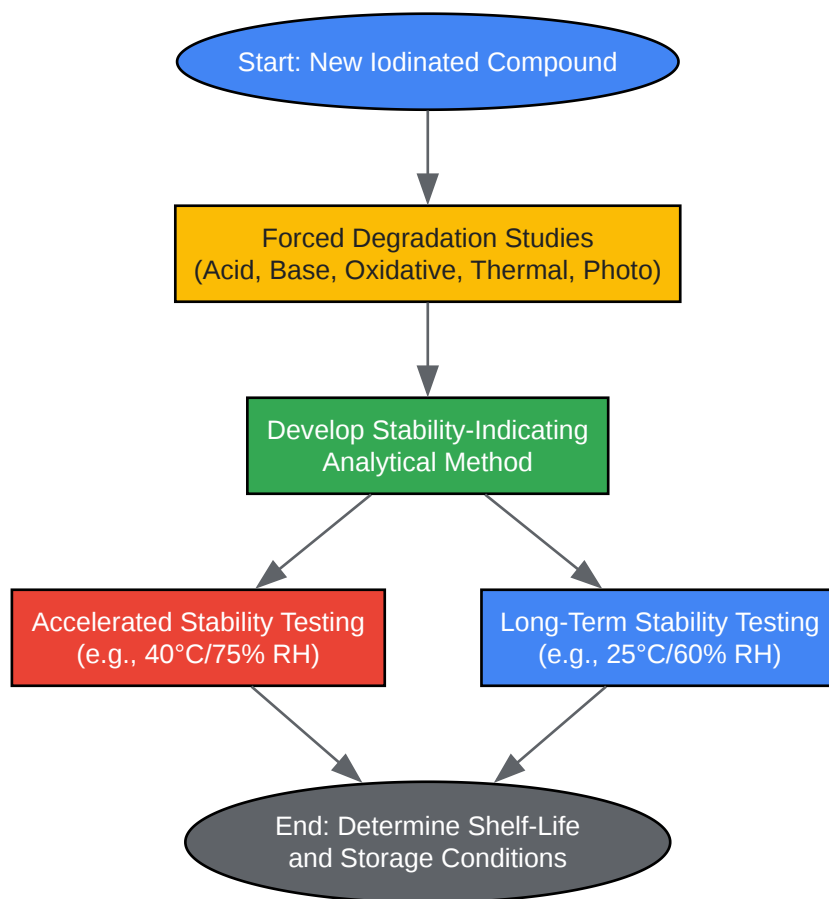 Start: New Iodinated Compound
Forced Degradation Studies
(Acid, Base, Oxidative, Thermal, Photo)
Develop Stability-Indicating
Analytical Method
Accelerated Stability Testing
(e.g., 40°C/75% RH)
Long-Term Stability Testing
(e.g., 25°C/60% RH)
End: Determine Shelf-Life
and Storage Conditions